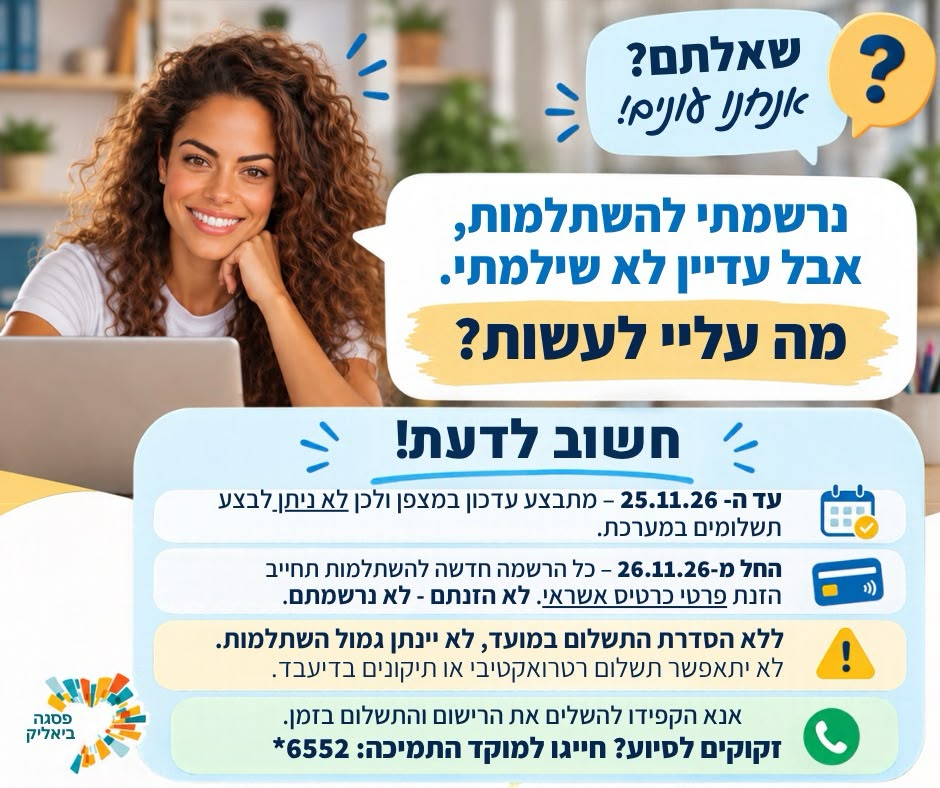 שאלתם?
אנחנו עונים!
נרשמתי להשתלמות,
אבל עדיין לא שילמתי.
מה עליי לעשות?
חשוב לדעת!
עד ה- 25.11.26 – מתבצע עדכון במצפן ולכן לא ניתן לבצע
תשלומים במערכת.
החל מ-26.11.26 – כל הרשמה חדשה להשתלמות תחייב
הזנת פרטי כרטיס אשראי. לא הזנתם - לא נרשמתם.
ללא הסדרת התשלום במועד, לא יינתן גמול השתלמות.
לא יתאפשר תשלום רטרואקטיבי או תיקונים בדיעבד.
אנא הקפידו להשלים את הרישום והתשלום בזמן.
זקוקים לסיוע? חייגו למוקד התמיכה: 6552*
פסגה
ביאליק